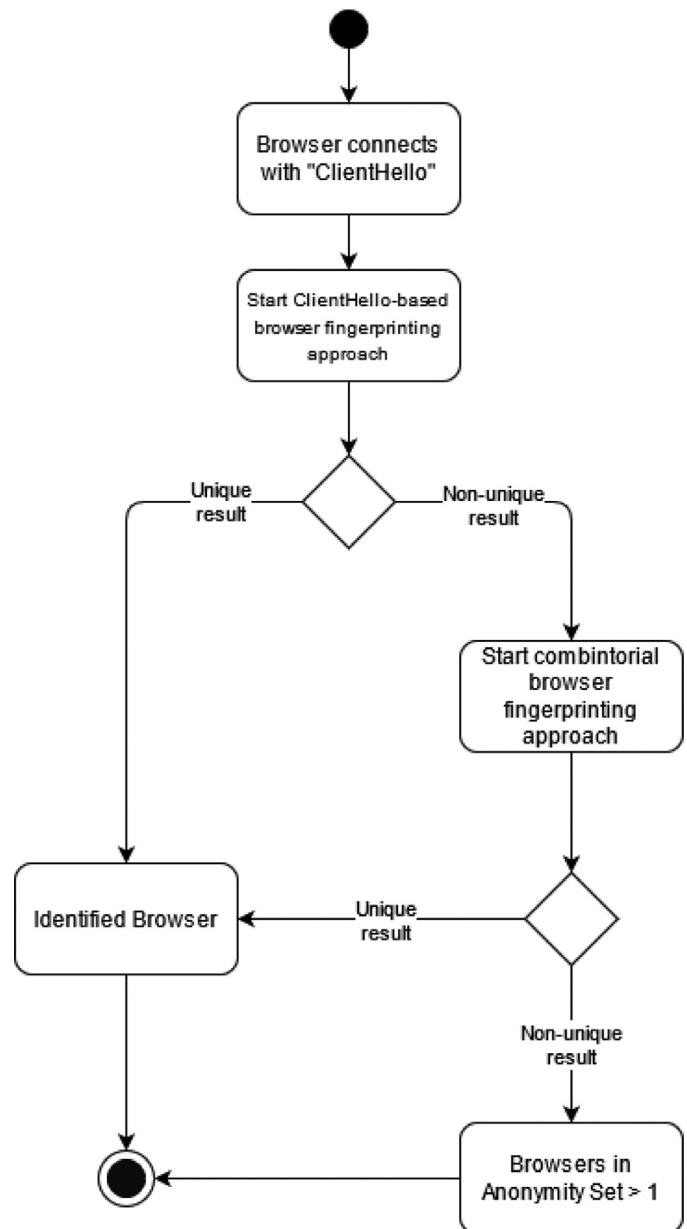 Browser connects
with "ClientHello"
Start ClientHello-based
browser fingerprinting
approach
Unique
result
Non-unique
result
Start combintorial
browser
fingerprinting
approach
Identified Browser
Unique
result
Non-unique
result
Browsers in
Anonymity Set > 1